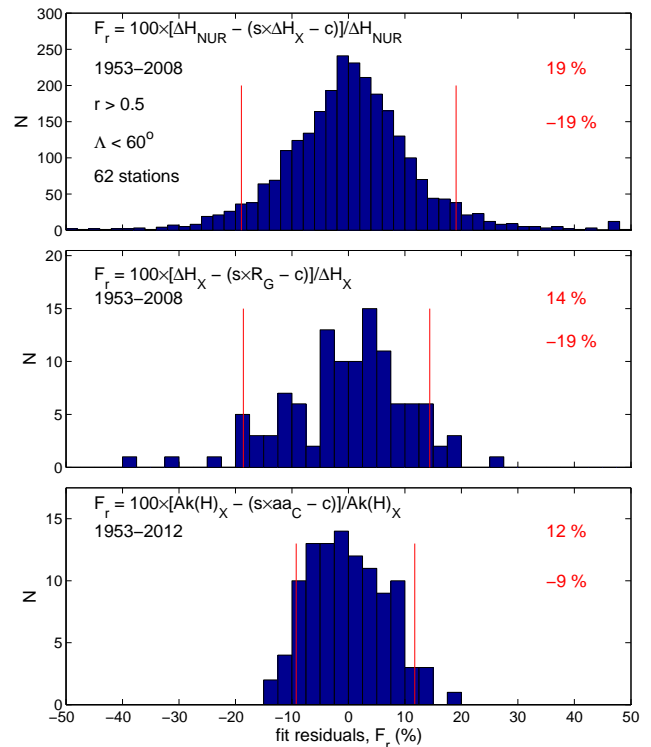 F_r = 100×[ΔH_NUR − (s×ΔH_X − c)]/ΔH_NUR
1953−2008
r > 0.5
Λ < 60°
62 stations
19 %
−19 %
N
300
250
200
150
100
50
0
F_r = 100×[ΔH_X − (s×R_G − c)]/ΔH_X
1953−2008
14 %
−19 %
N
20
15
10
5
0
F_r = 100×[Ak(H)_X − (s×aa_C − c)]/Ak(H)_X
1953−2012
12 %
−9 %
N
15
10
5
0
−50 −40 −30 −20 −10 0 10 20 30 40 50
fit residuals, F_r (%)